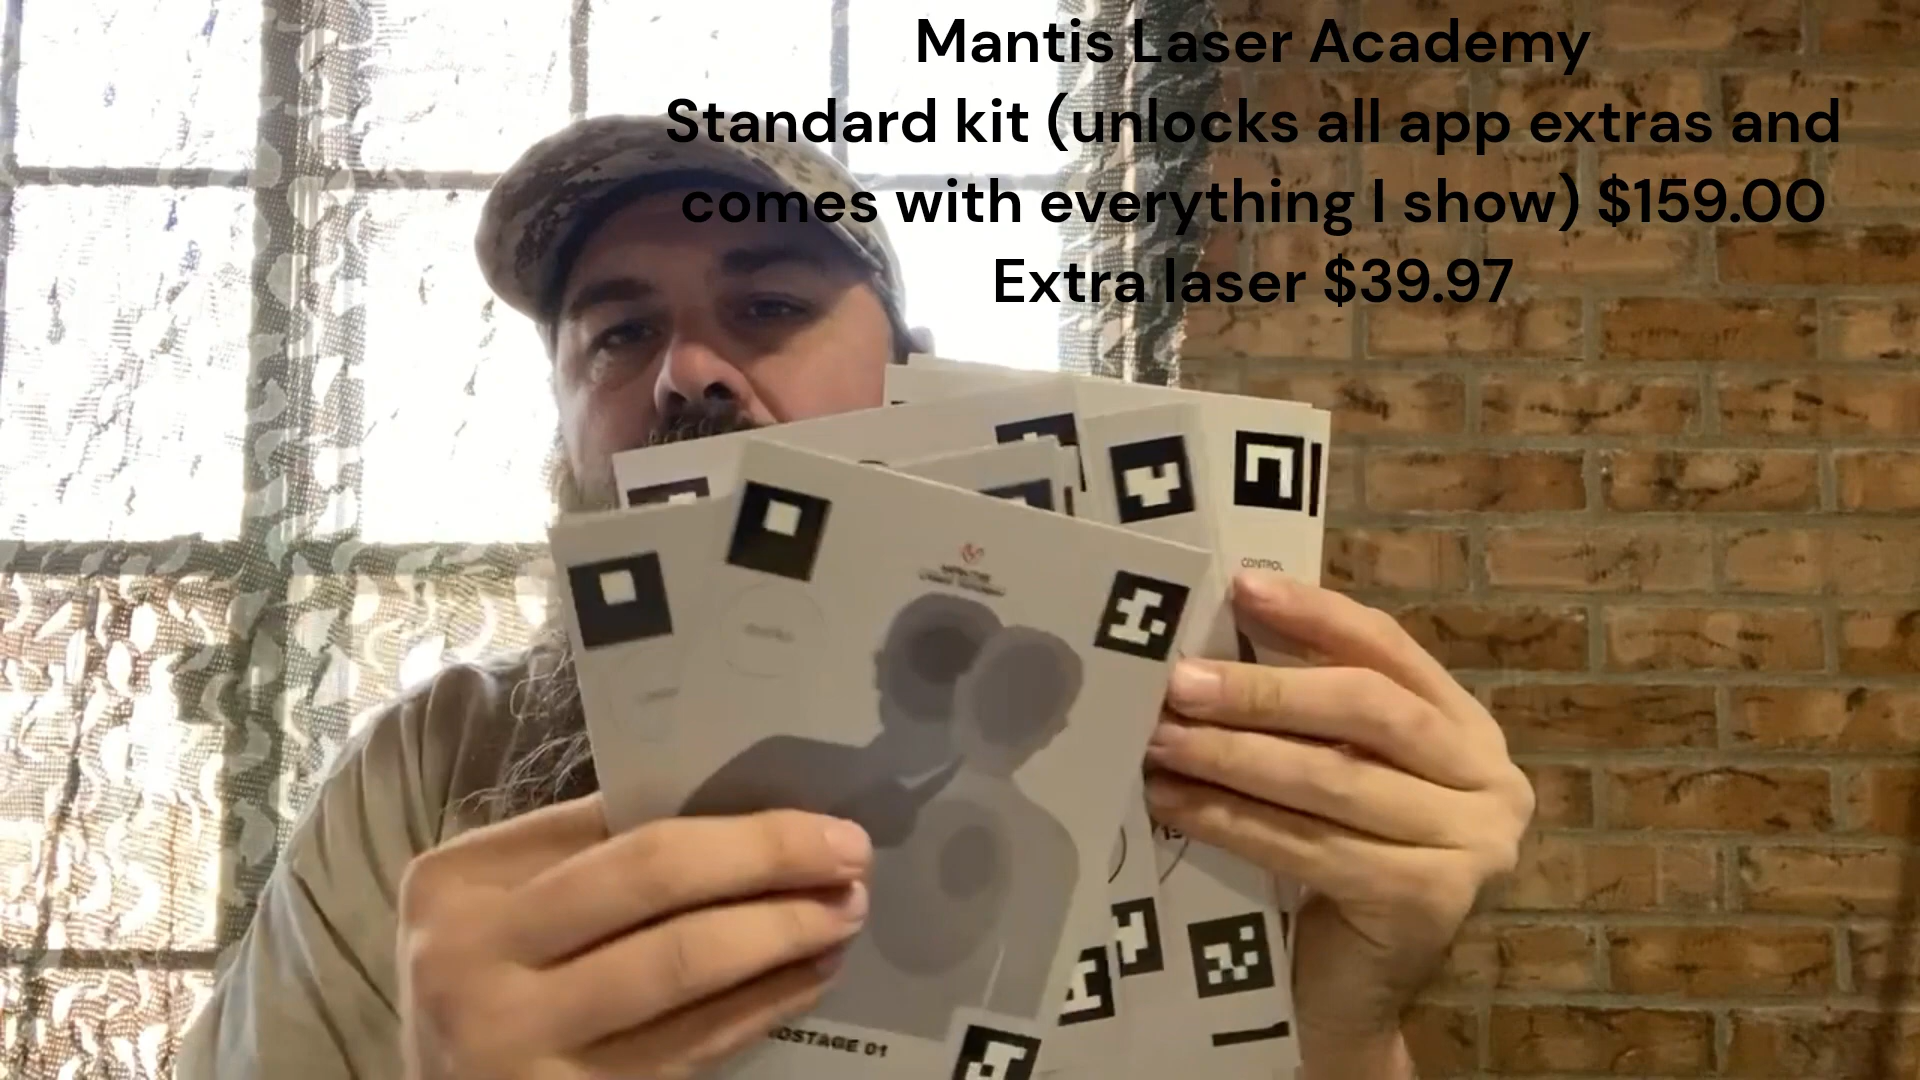 Mantis Laser Academy
Standard kit (unlocks all app extras and
comes with everything I show) $159.00
Extra laser $39.97
CONTROL
OSTAGE 01